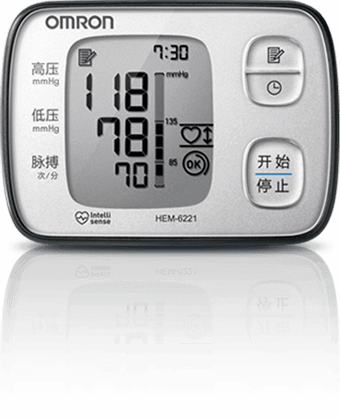 OMRON
7:30
高压
mmHg
118
mmHg
低压
mmHg
78
135
脉搏
次/分
70
85
OK
开始
停止
Intelli
sense
HEM-6221